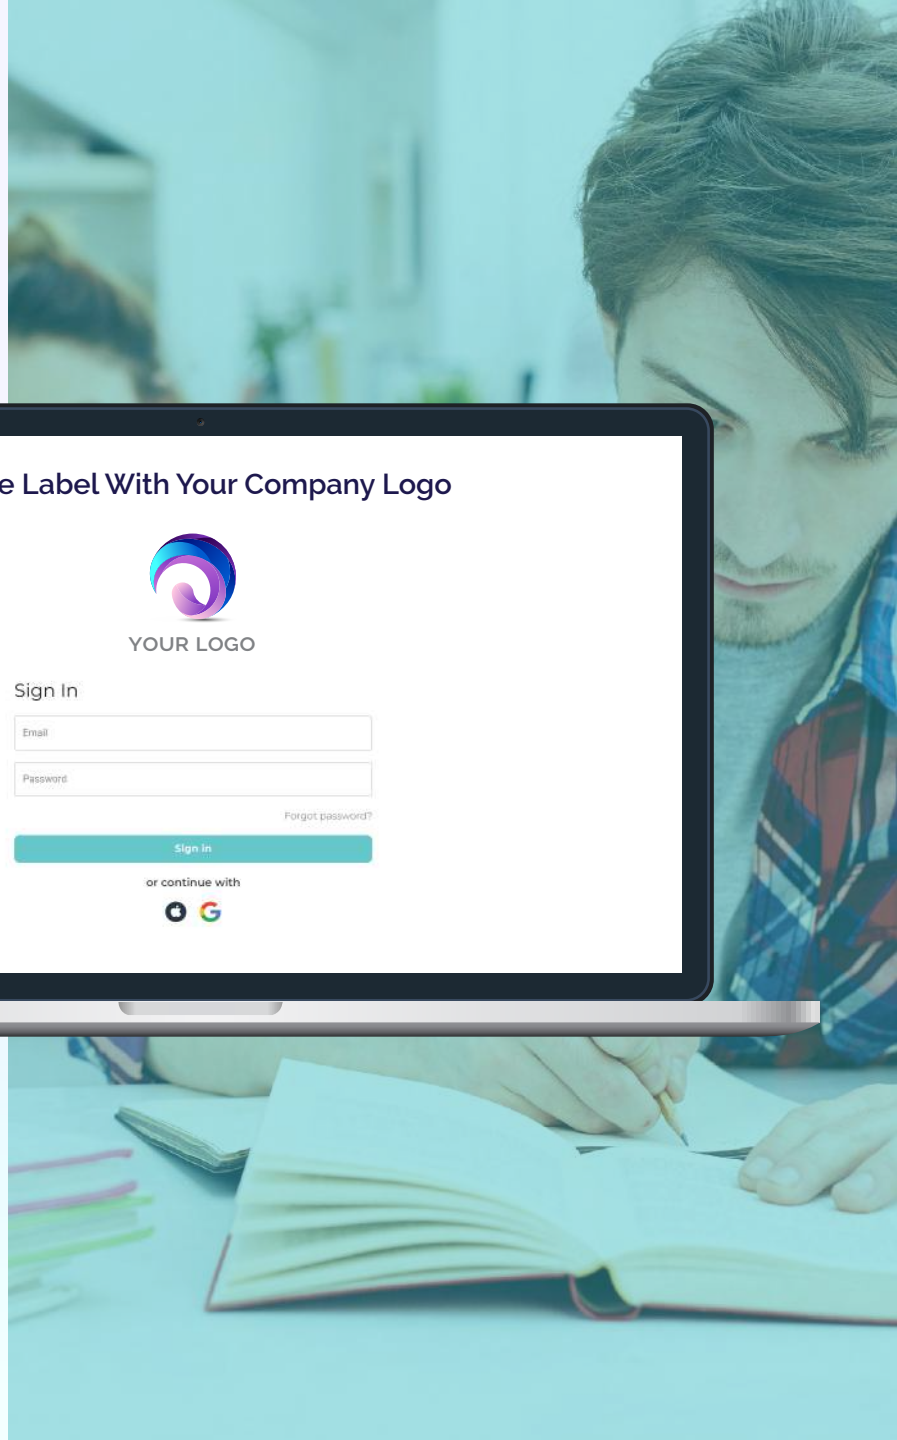 e Label With Your Company Logo
YOUR LOGO
Sign In
Email
Password
Forgot password?
Sign in
or continue with